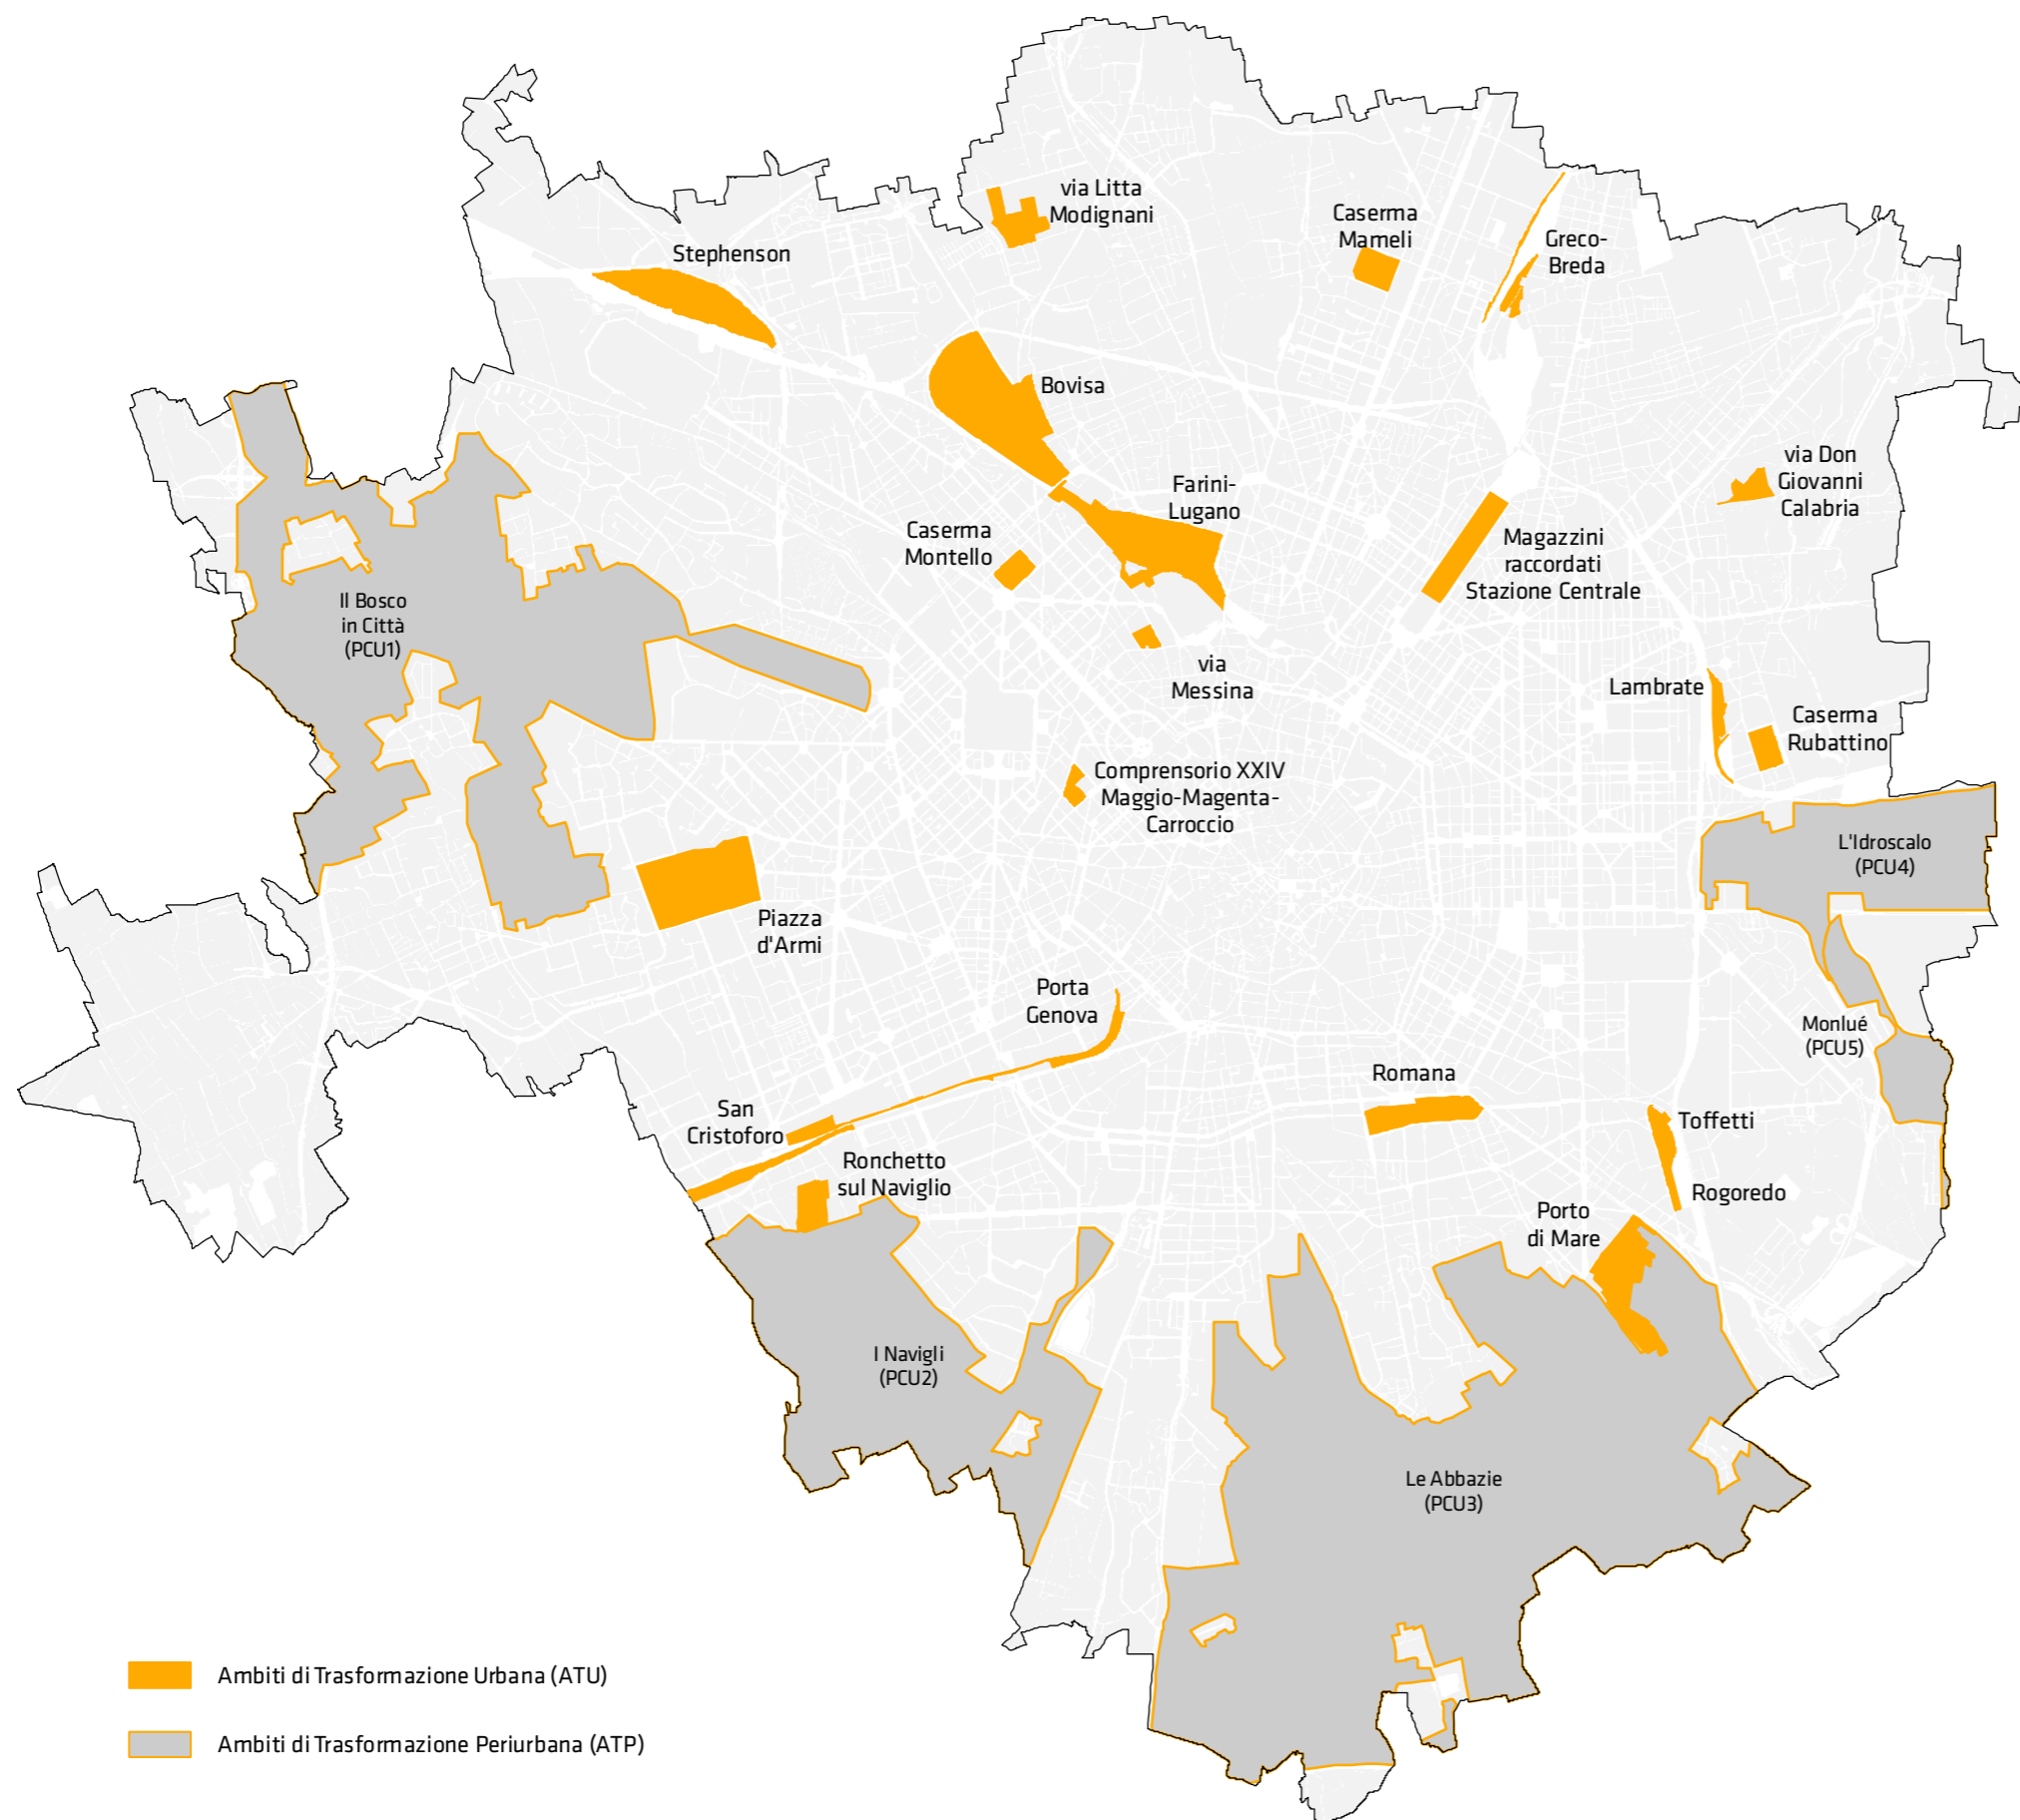 via Litta
Modignani
Caserma
Mameli
Greco-
Breda
Stephenson
Bovisa
Farini-
Lugano
via Don
Giovanni
Calabria
Caserma
Montello
Magazzini
raccordati
Stazione Centrale
Il Bosco
in Città
(PCU1)
via
Messina
Lambrate
Caserma
Rubattino
Comprensorio XXIV
Maggio-Magenta-
Carroccio
L'Idroscalo
(PCU4)
Piazza
d'Armi
Porta
Genova
Monlué
(PCU5)
Romana
San
Cristoforo
Toffetti
Ronchetto
sul Naviglio
Rogoredo
Porto
di Mare
I Navigli
(PCU2)
Le Abbazie
(PCU3)
Ambiti di Trasformazione Urbana (ATU)
Ambiti di Trasformazione Periurbana (ATP)